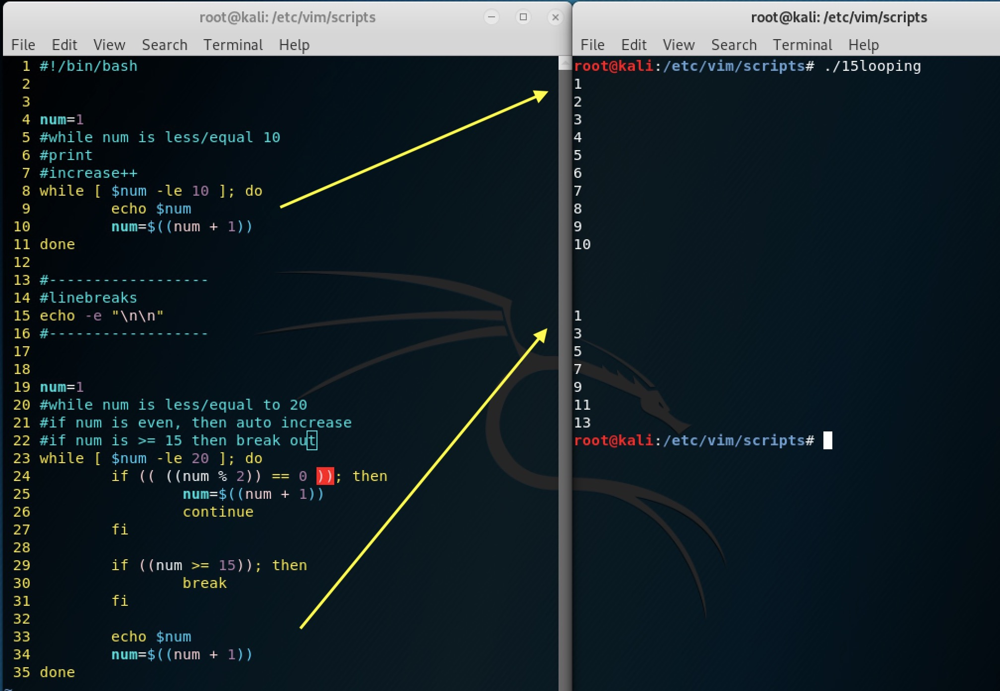 root@kali: /etc/vim/scripts
File Edit View Search Terminal Help
1 #!/bin/bash
2
3
4 num=1
5 #while num is less/equal 10
6 #print
7 #increase++
8 while [ $num -le 10 ]; do
9         echo $num
10         num=$((num + 1))
11 done
12
13 #------------------
14 #linebreaks
15 echo -e "\n\n"
16 #------------------
17
18
19 num=1
20 #while num is less/equal to 20
21 #if num is even, then auto increase
22 #if num is >= 15 then break out
23 while [ $num -le 20 ]; do
24         if (( ((num % 2)) == 0 )); then
25                 num=$((num + 1))
26                 continue
27         fi
28
29         if ((num >= 15)); then
30                 break
31         fi
32
33         echo $num
34         num=$((num + 1))
35 done
~
root@kali: /etc/vim/scripts
File Edit View Search Terminal Help
root@kali:/etc/vim/scripts# ./15looping
1
2
3
4
5
6
7
8
9
10
1
3
5
7
9
11
13
root@kali:/etc/vim/scripts#